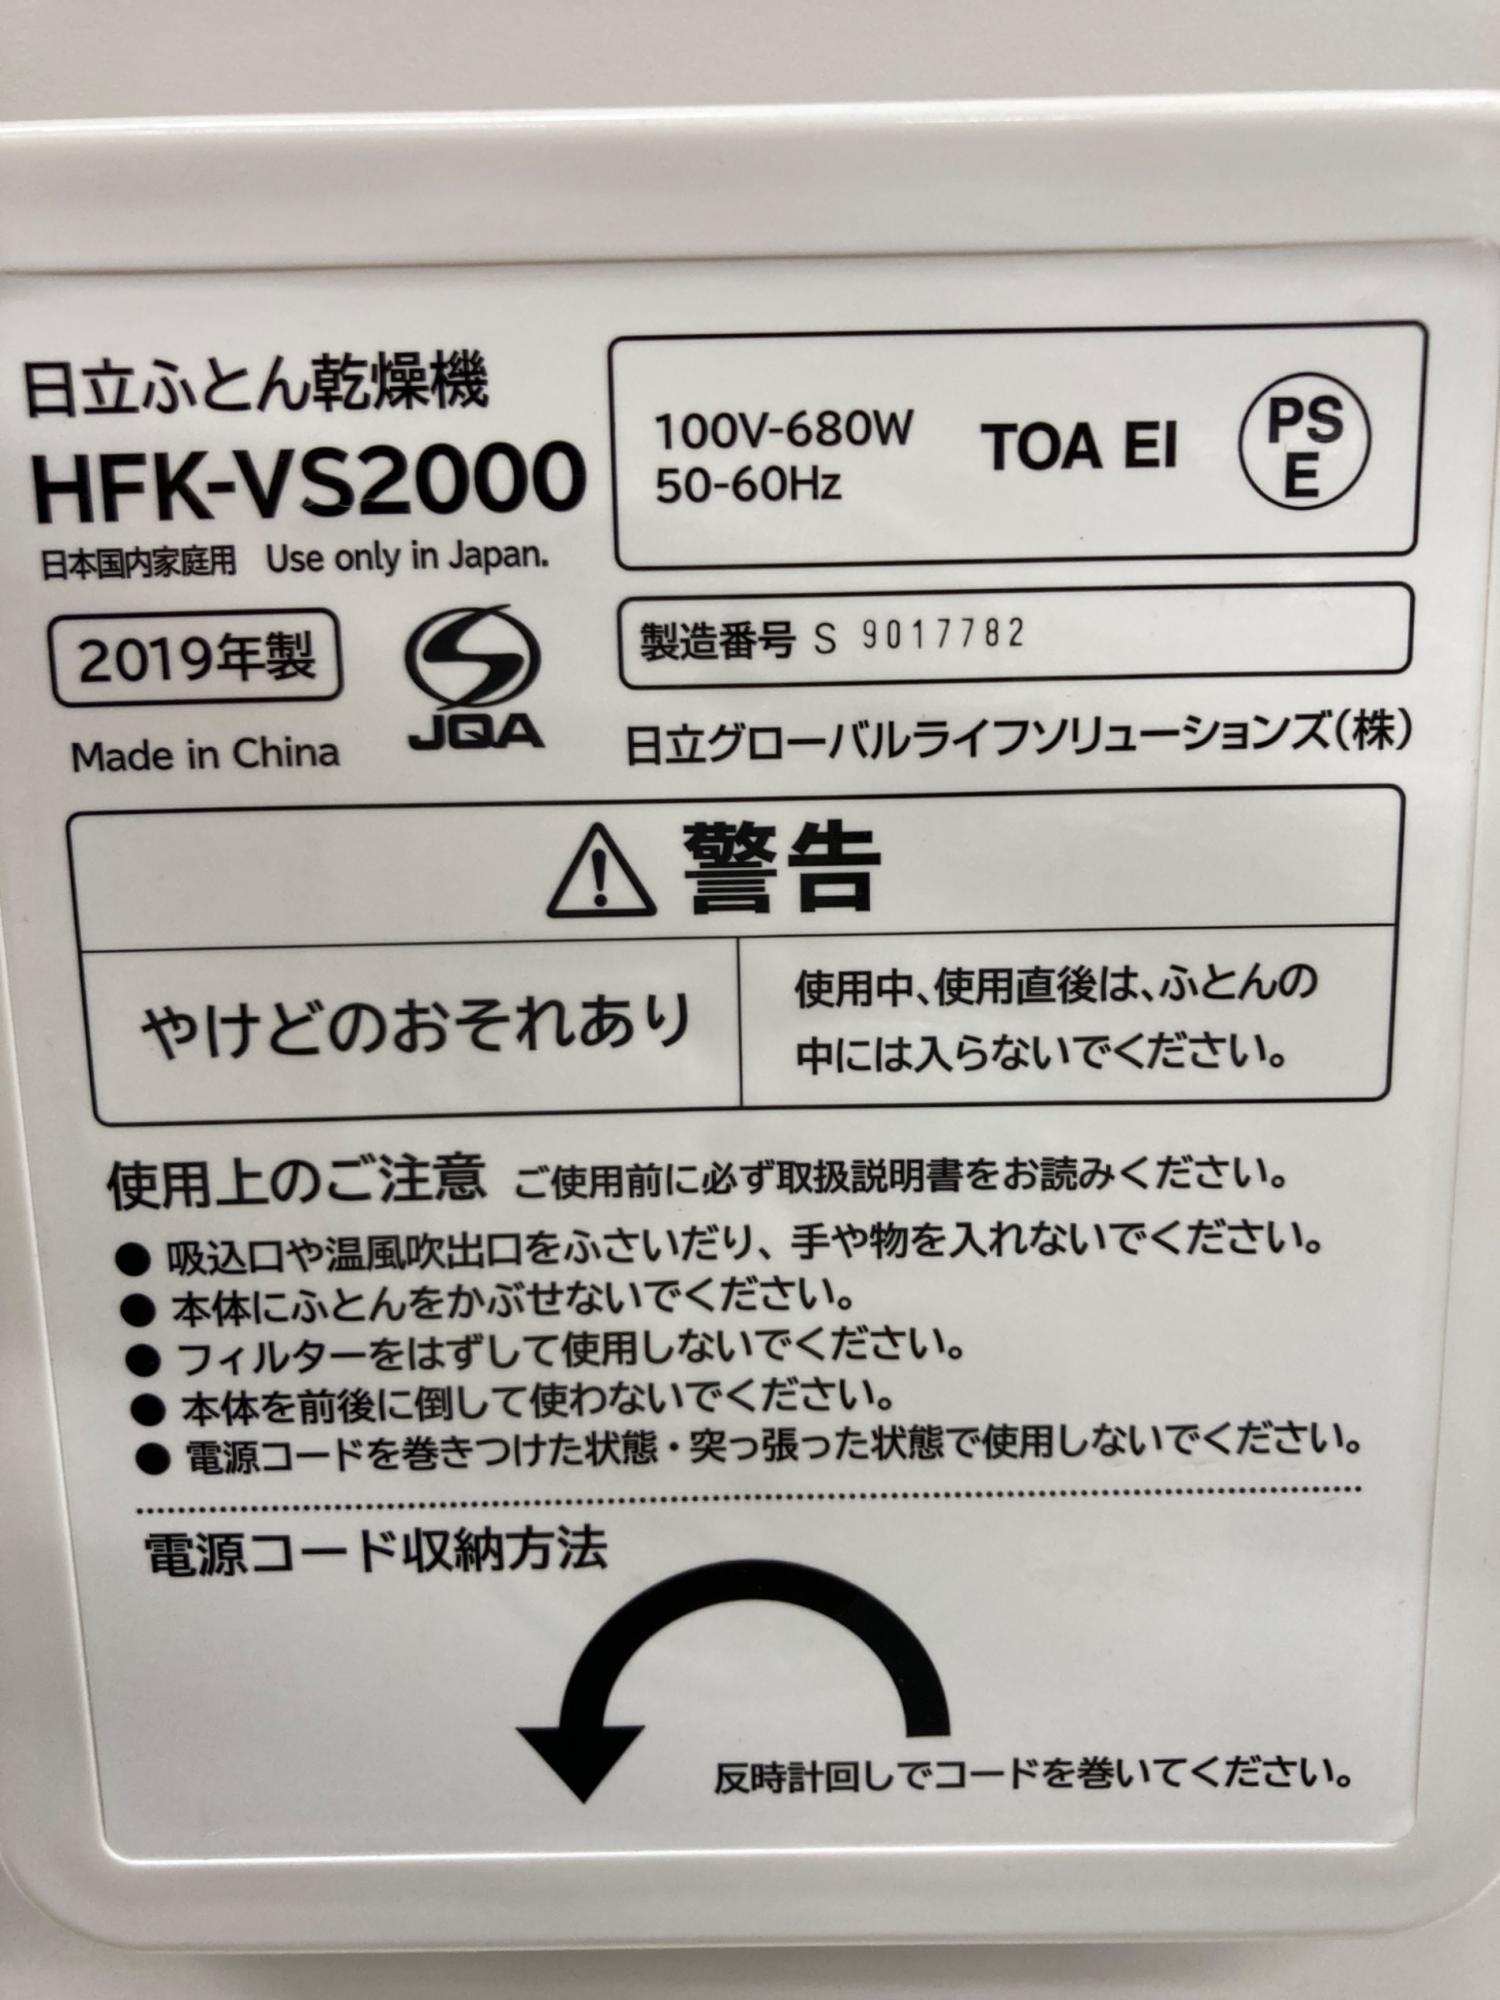 日立ふとん乾燥機
HFK-VS2000
日本国内家庭用 Use only in Japan.
100V-680W
50-60Hz
TOA EI
PS
E
2019年製
JQA
製造番号 S 9017782
Made in China
日立グローバルライフソリューションズ(株)
警告
やけどのおそれあり
使用中、使用直後は、ふとんの
中には入らないでください。
使用上のご注意 ご使用前に必ず取扱説明書をお読みください。
● 吸込口や温風吹出口をふさいだり、手や物を入れないでください。
● 本体にふとんをかぶせないでください。
● フィルターをはずして使用しないでください。
● 本体を前後に倒して使わないでください。
● 電源コードを巻きつけた状態・突っ張った状態で使用しないでください。
電源コード収納方法
反時計回しでコードを巻いてください。